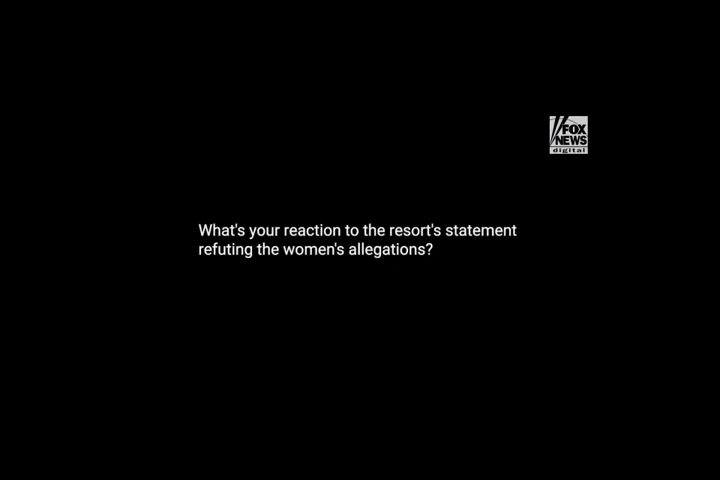 FOX
NEWS
digital
What's your reaction to the resort's statement
refuting the women's allegations?